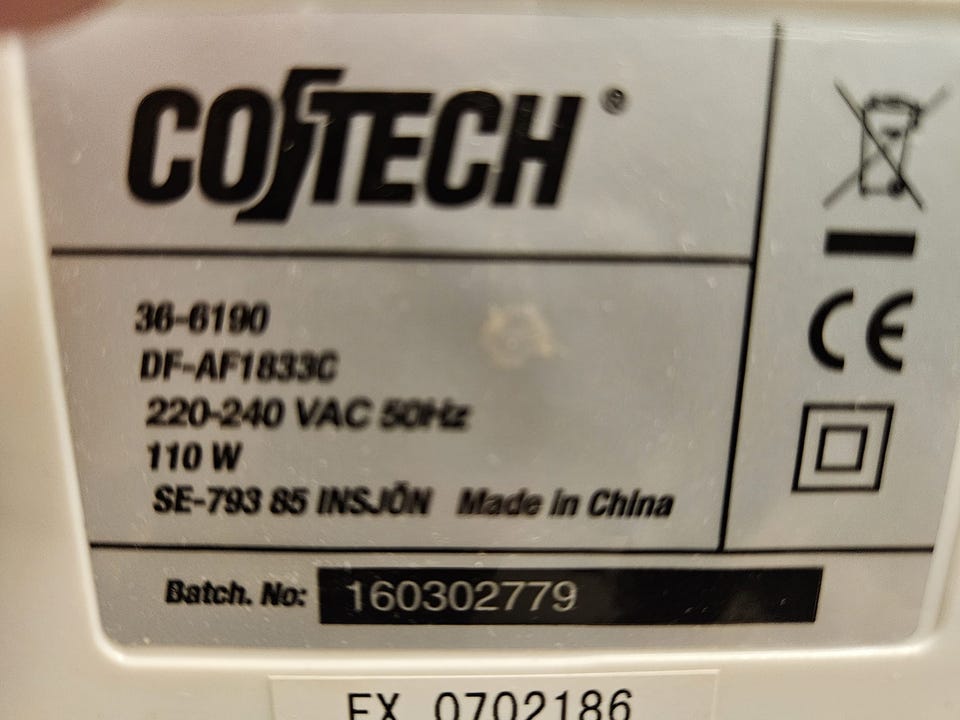 COTECH ®
36-6190
DF-AF1833C
220-240 VAC 50Hz
110 W
SE-793 85 INSJÖN Made in China
CE
Batch. No: 160302779
EX 0702186